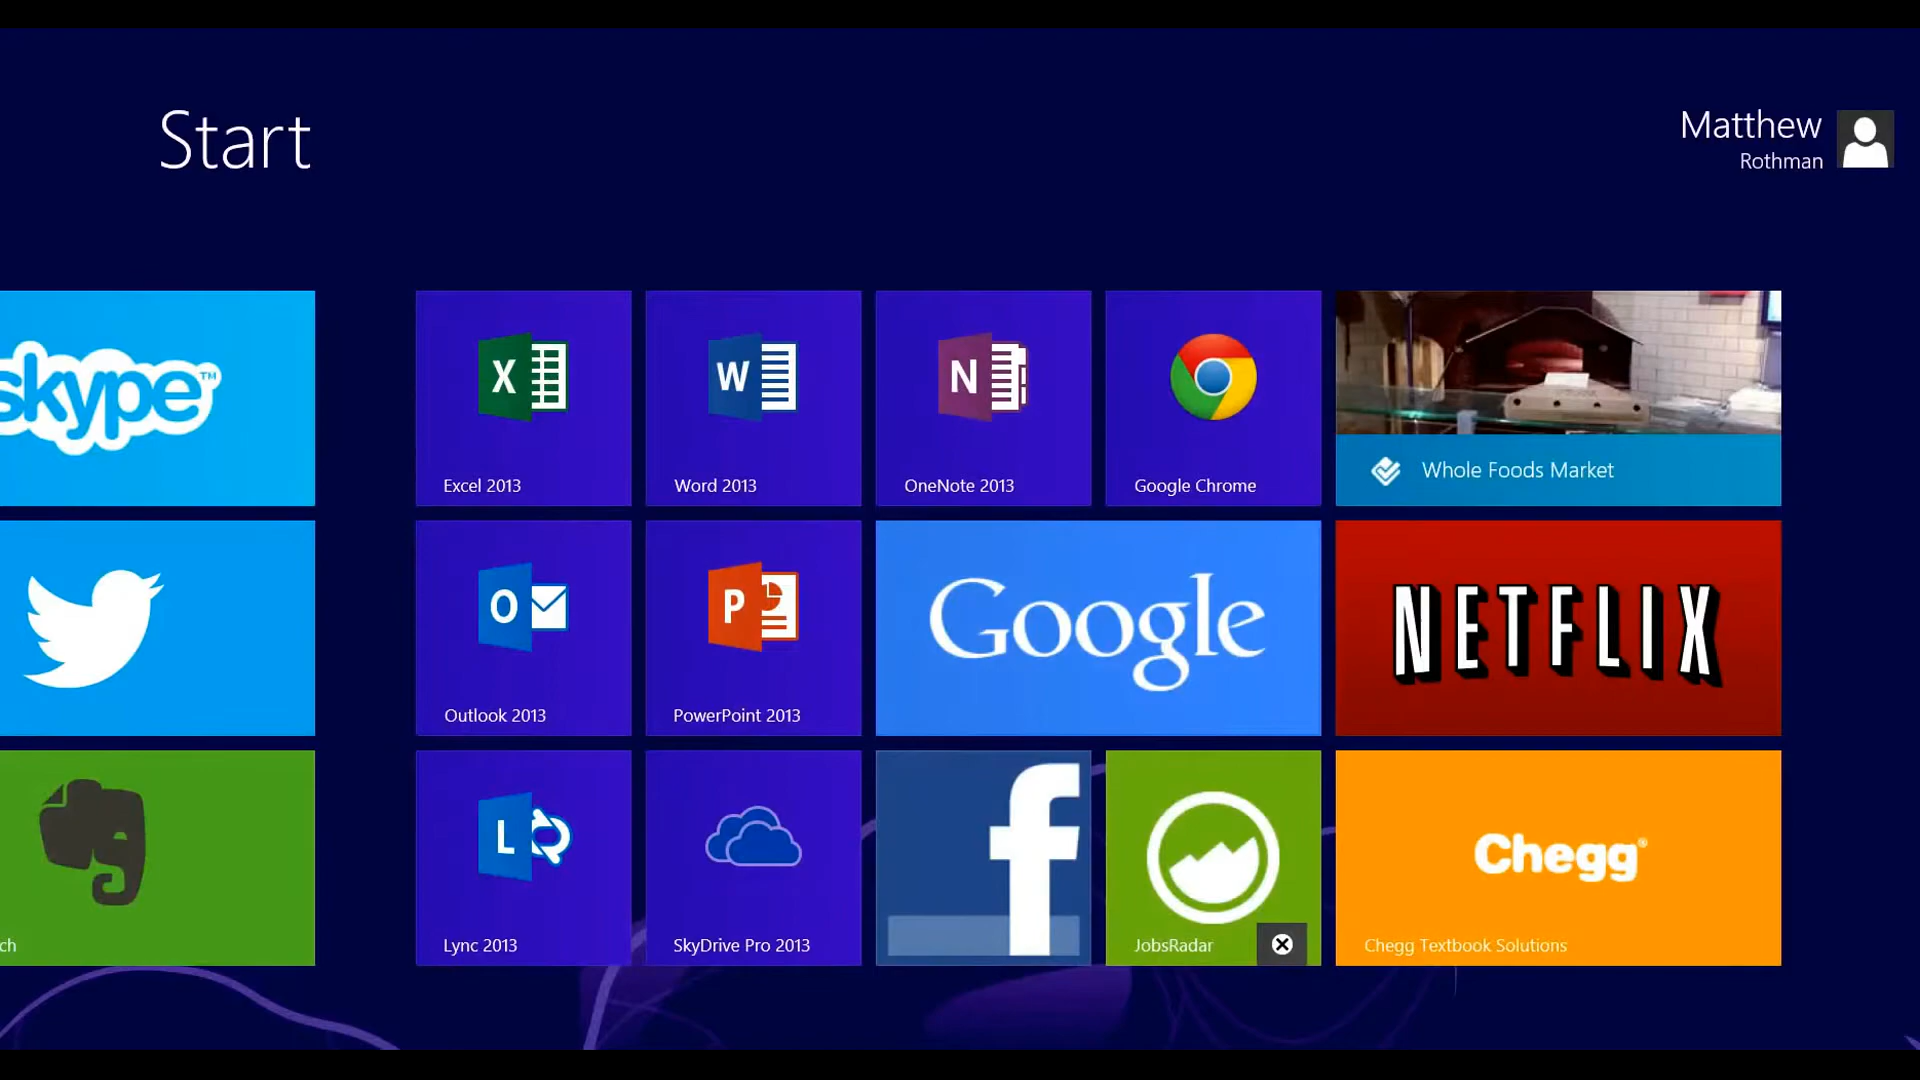 Start
Matthew
Rothman
skype™
Excel 2013
Word 2013
OneNote 2013
Google Chrome
Whole Foods Market
Outlook 2013
PowerPoint 2013
Google
NETFLIX
ch
Lync 2013
SkyDrive Pro 2013
f
JobsRadar
Chegg®
Chegg Textbook Solutions